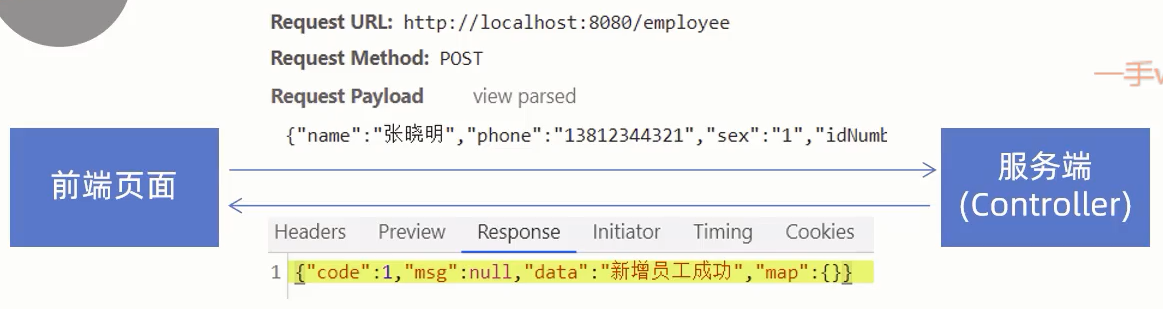 Request URL: http://localhost:8080/employee
Request Method: POST
Request Payload view parsed
{"name":"张晓明","phone":"13812344321","sex":"1","idNumb
一手
前端页面
服务端
(Controller)
Headers Preview Response Initiator Timing Cookies
1 {"code":1,"msg":null,"data":"新增员工成功","map":{}}